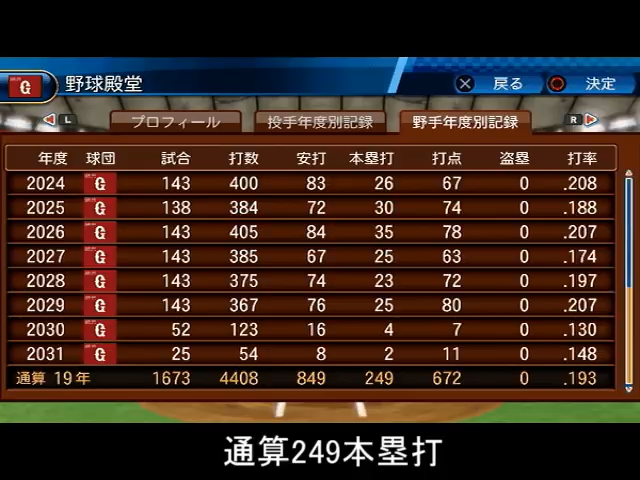 G 野球殿堂 × 戻る ○ 決定
L プロフィール 投手年度別記録 野手年度別記録 R
年度 球団 試合 打数 安打 本塁打 打点 盗塁 打率
2024 G 143 400 83 26 67 0 .208
2025 G 138 384 72 30 74 0 .188
2026 G 143 405 84 35 78 0 .207
2027 G 143 385 67 25 63 0 .174
2028 G 143 375 74 23 72 0 .197
2029 G 143 367 76 25 80 0 .207
2030 G 52 123 16 4 7 0 .130
2031 G 25 54 8 2 11 0 .148
通算 19年 1673 4408 849 249 672 0 .193
通算249本塁打